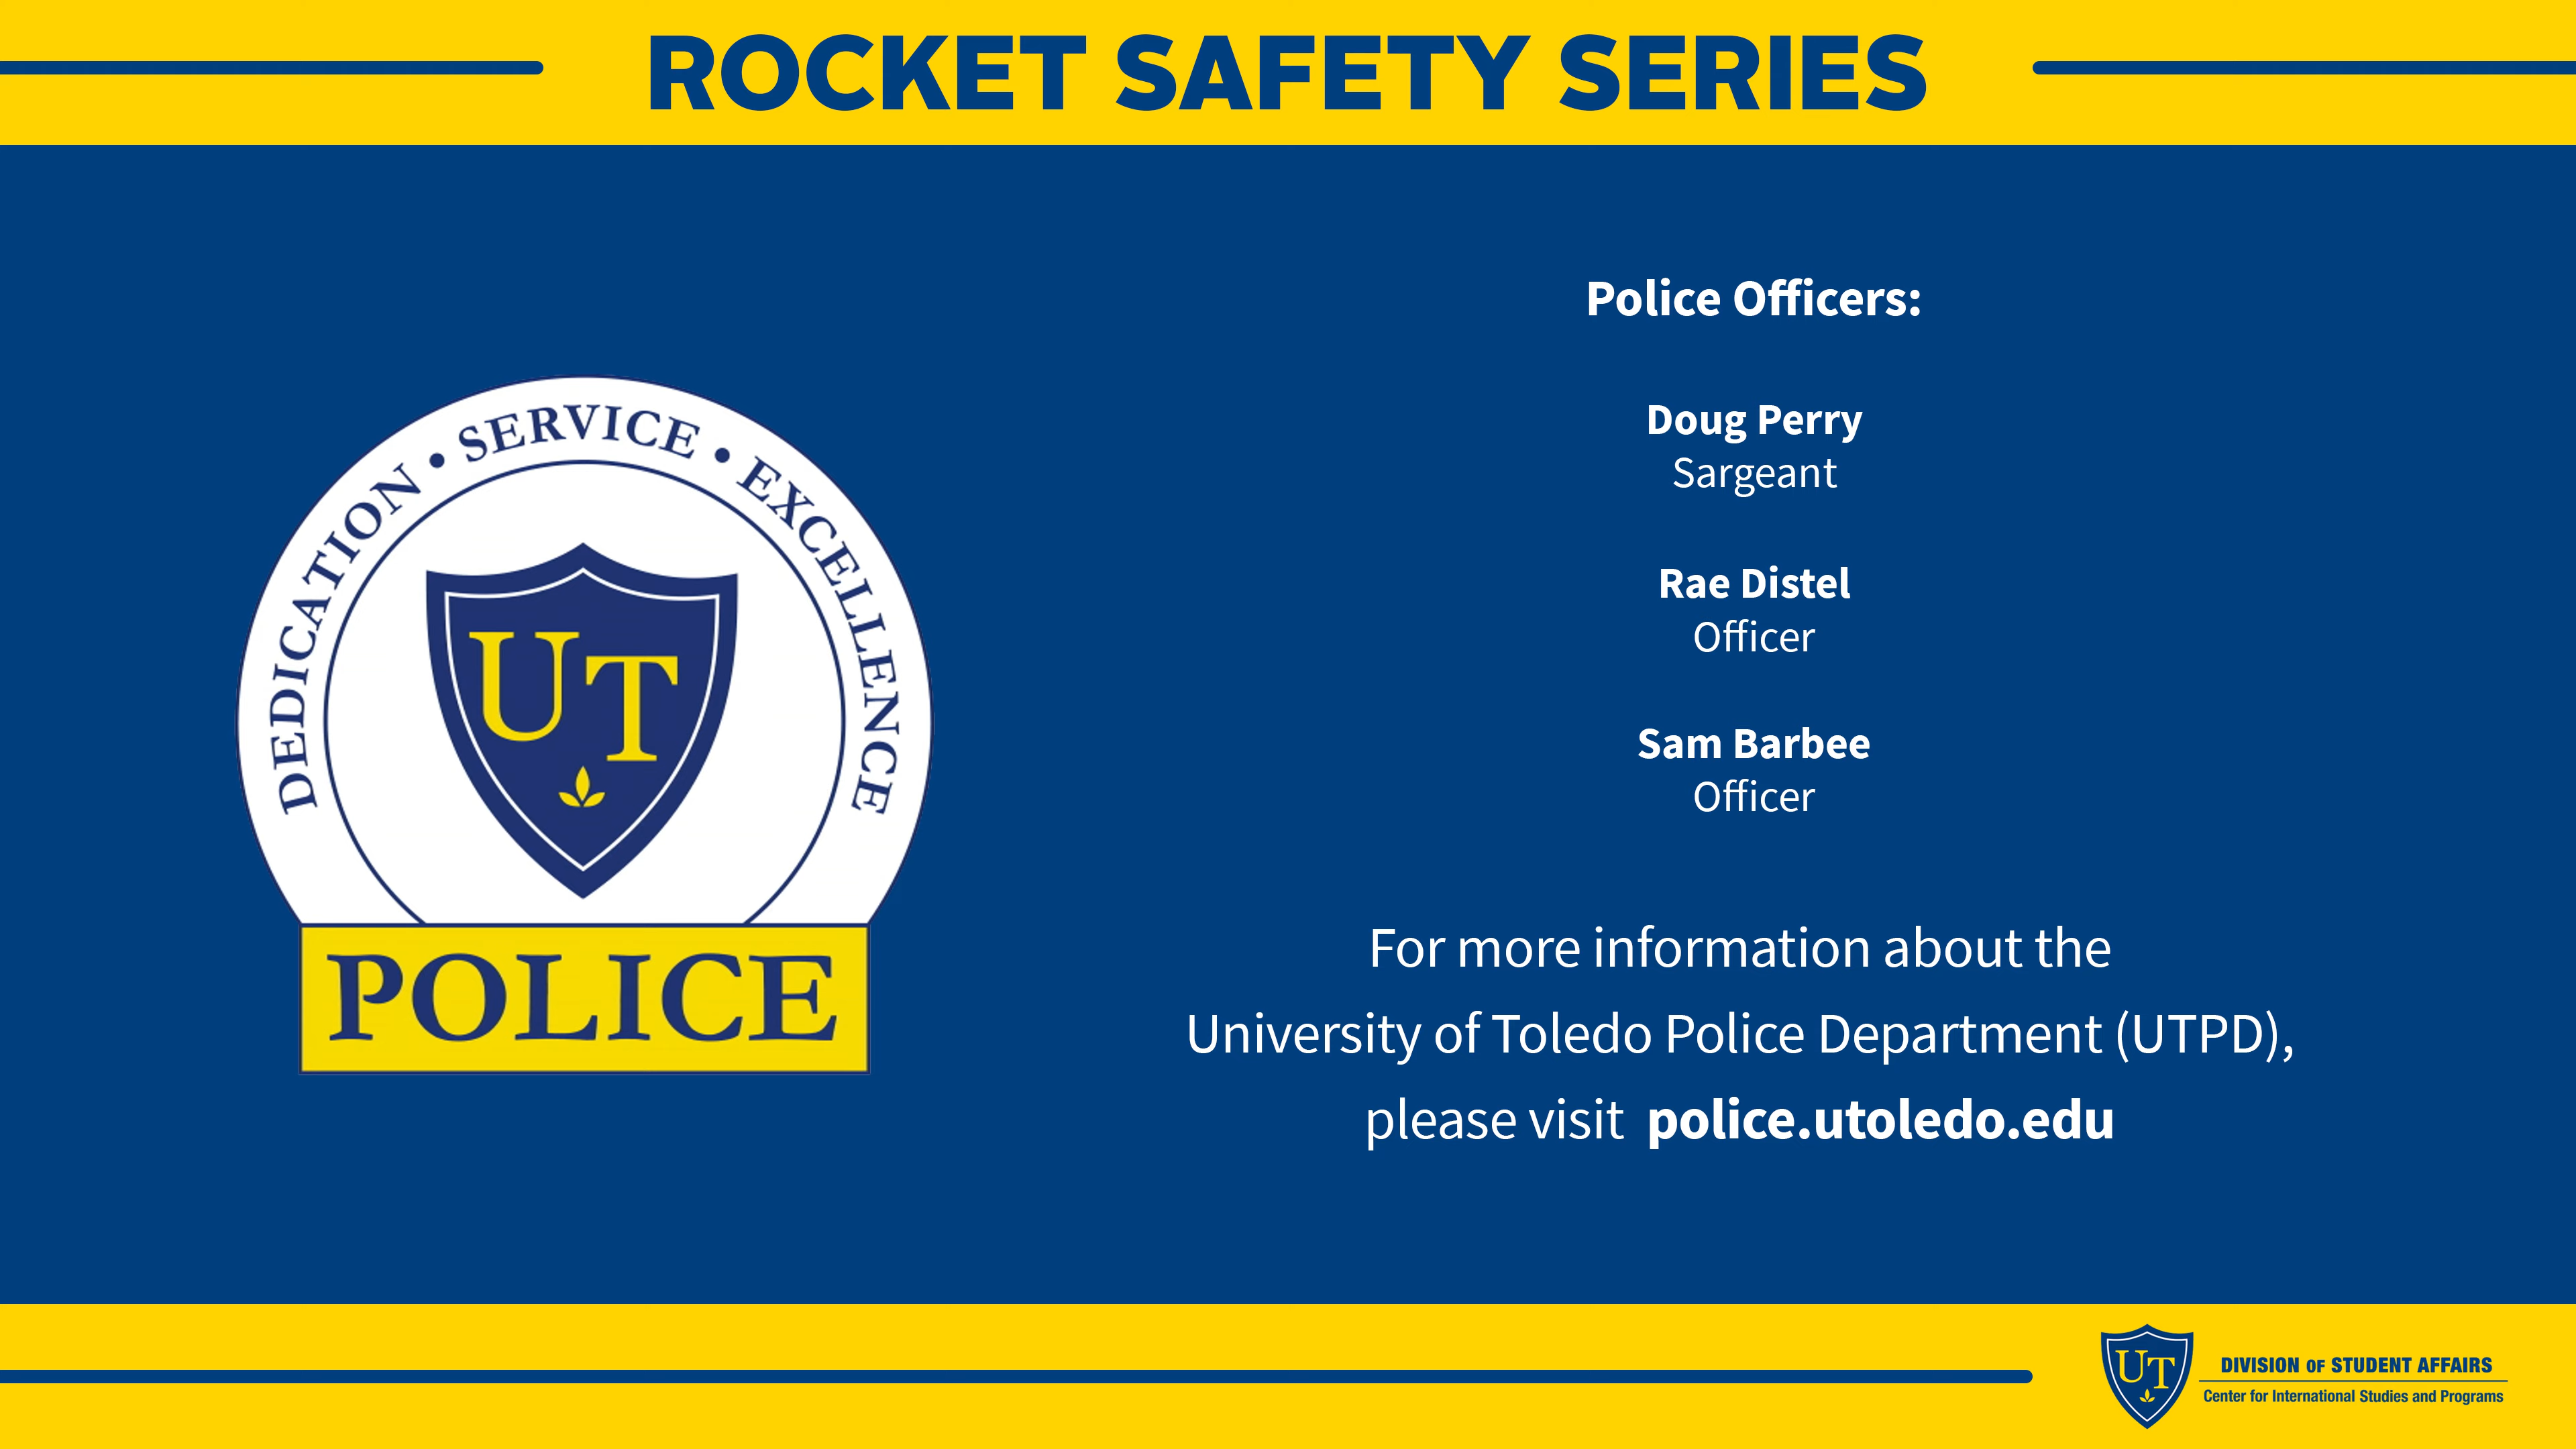 ROCKET SAFETY SERIES
DEDICATION • SERVICE • EXCELLENCE
UT
POLICE
Police Officers:
Doug Perry
Sargeant
Rae Distel
Officer
Sam Barbee
Officer
For more information about the
University of Toledo Police Department (UTPD),
please visit police.utoledo.edu
UT
DIVISION OF STUDENT AFFAIRS
Center for International Studies and Programs